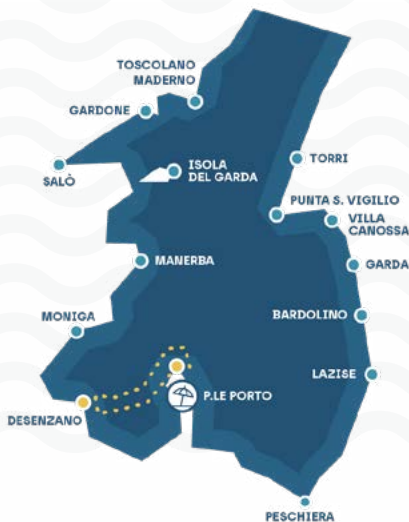 TOSCOLANO
MADERNO
GARDONE
SALÒ
ISOLA
DEL GARDA
TORRI
PUNTA S. VIGILIO
VILLA
CANOSSA
MANERBA
GARDA
MONIGA
BARDOLINO
LAZISE
P.LE PORTO
DESENZANO
PESCHIERA